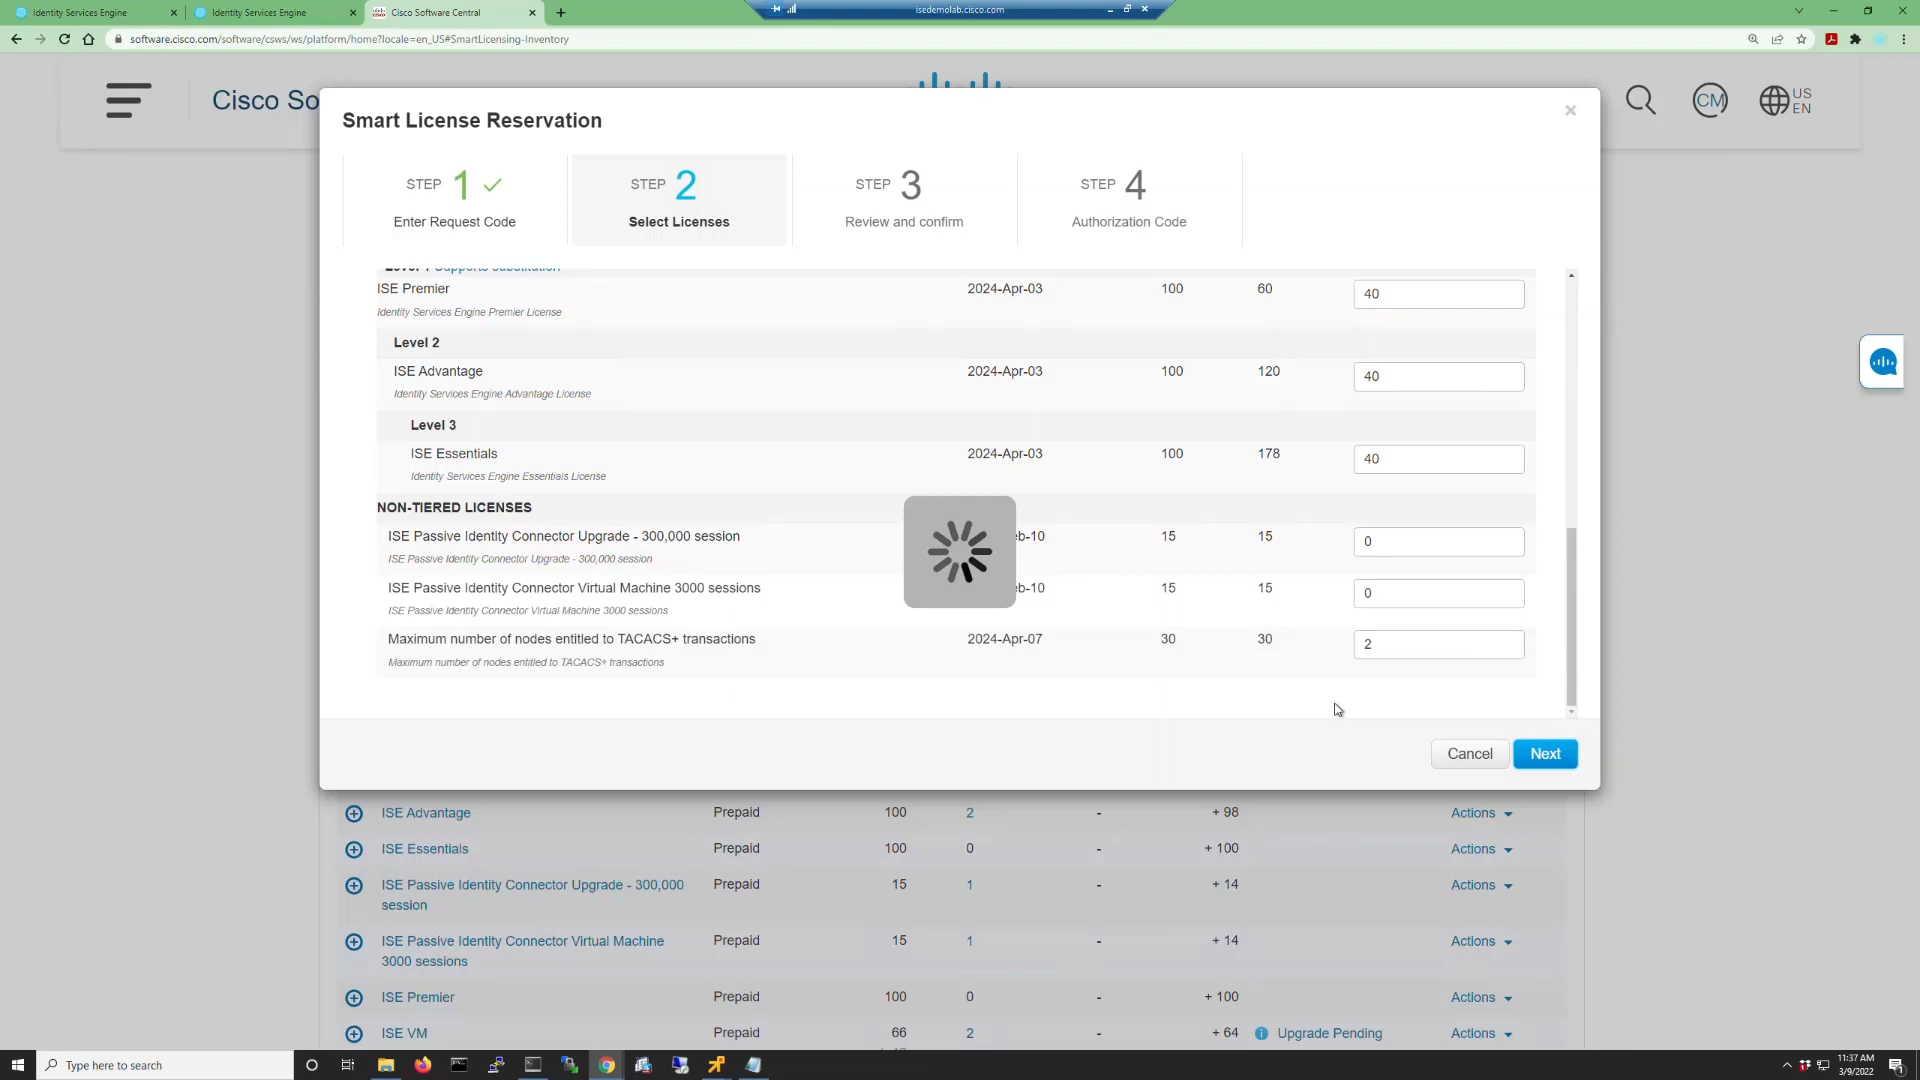 Identity Services Engine
Identity Services Engine
Cisco Software Central
isedemolab.cisco.com
software.cisco.com/software/csws/ws/platform/home?locale=en_US#SmartLicensing-Inventory
Cisco So
CM
US
EN
Smart License Reservation
STEP 1
Enter Request Code
STEP 2
Select Licenses
STEP 3
Review and confirm
STEP 4
Authorization Code
Level 1 Supports substitution
ISE Premier 2024-Apr-03 100 60 40
Identity Services Engine Premier License
Level 2
ISE Advantage 2024-Apr-03 100 120 40
Identity Services Engine Advantage License
Level 3
ISE Essentials 2024-Apr-03 100 178 40
Identity Services Engine Essentials License
NON-TIERED LICENSES
ISE Passive Identity Connector Upgrade - 300,000 session b-10 15 15 0
ISE Passive Identity Connector Upgrade - 300,000 session
ISE Passive Identity Connector Virtual Machine 3000 sessions b-10 15 15 0
ISE Passive Identity Connector Virtual Machine 3000 sessions
Maximum number of nodes entitled to TACACS+ transactions 2024-Apr-07 30 30 2
Maximum number of nodes entitled to TACACS+ transactions
Cancel Next
ISE Advantage Prepaid 100 2 - + 98 Actions
ISE Essentials Prepaid 100 0 - + 100 Actions
ISE Passive Identity Connector Upgrade - 300,000 Prepaid 15 1 - + 14 Actions
session
ISE Passive Identity Connector Virtual Machine Prepaid 15 1 - + 14 Actions
3000 sessions
ISE Premier Prepaid 100 0 - + 100 Actions
ISE VM Prepaid 66 2 - + 64 Upgrade Pending Actions
Type here to search
11:37 AM
3/9/2022